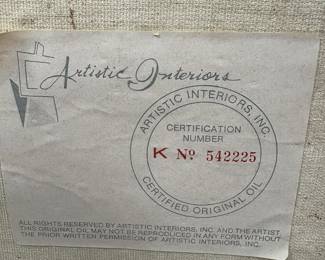 Artistic Interiors
ARTISTIC INTERIORS, INC.
CERTIFICATION
NUMBER
K Nº 542225
CERTIFIED ORIGINAL OIL
ALL RIGHTS RESERVED BY ARTISTIC INTERIORS, INC. AND THE ARTIST
THIS ORIGINAL OIL MAY NOT BE REPRODUCED IN ANY FORM WITHOUT
THE PRIOR WRITTEN PERMISSION OF ARTISTIC INTERIORS, INC.